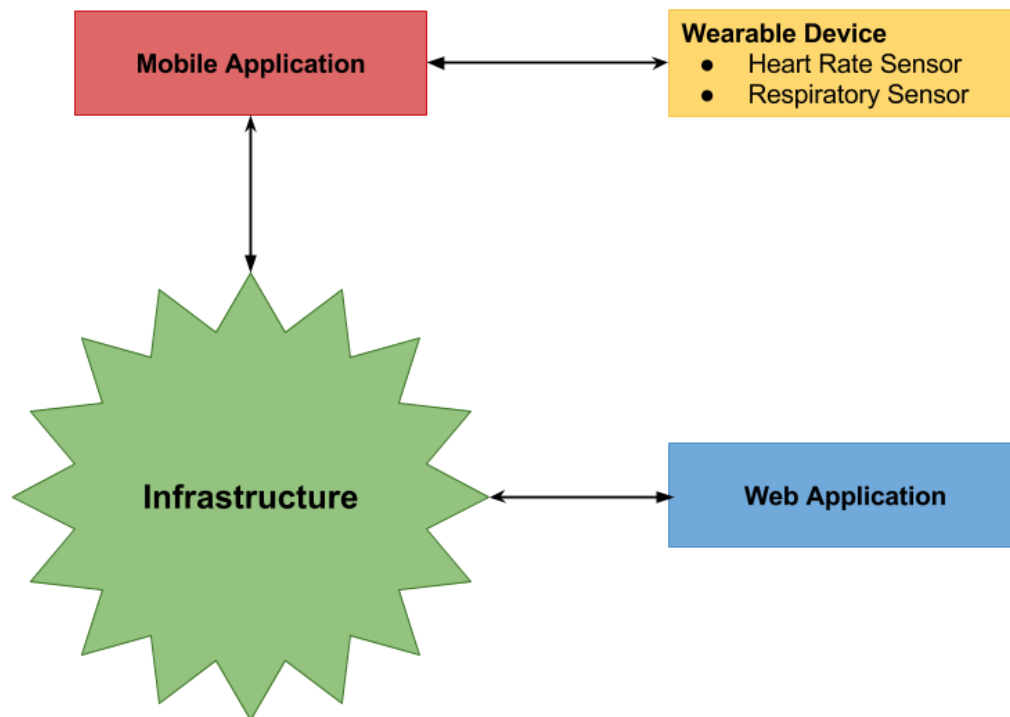 Mobile Application
Wearable Device
● Heart Rate Sensor
● Respiratory Sensor
Infrastructure
Web Application